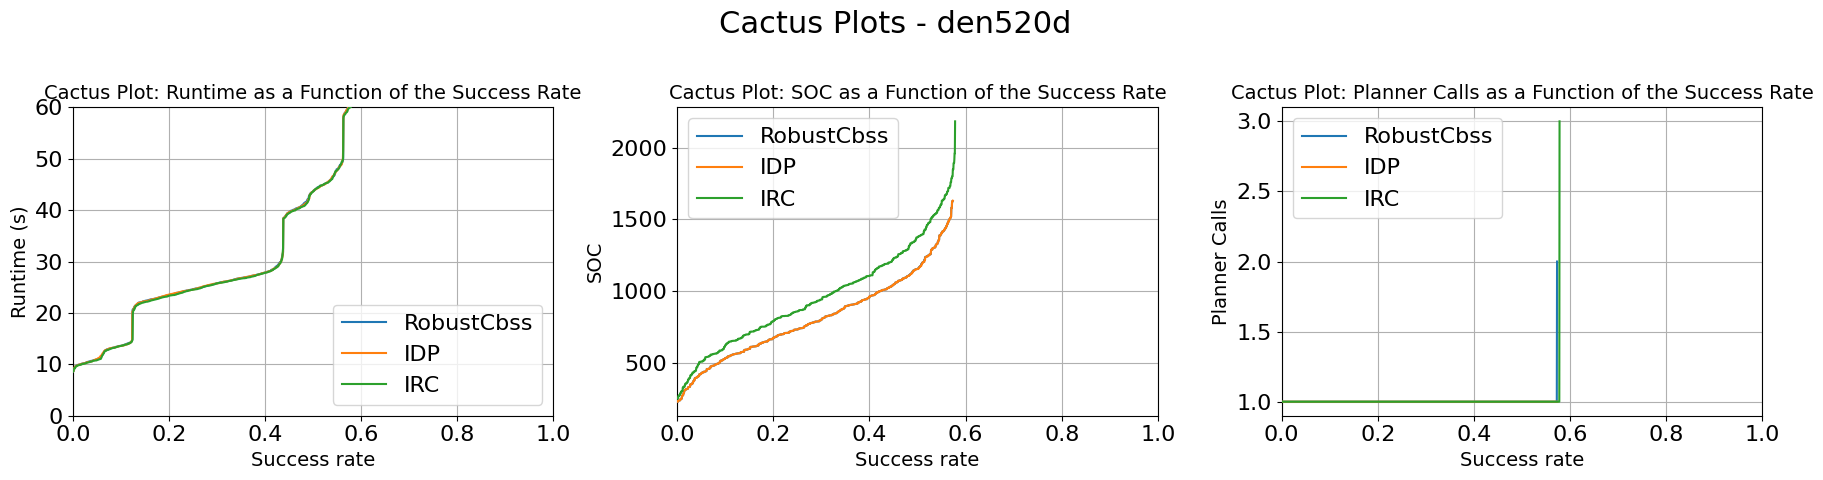 Cactus Plots - den520d
Cactus Plot: Runtime as a Function of the Success Rate
60
50
40
30
20
10
0
Runtime (s)
RobustCbss
IDP
IRC
0.0 0.2 0.4 0.6 0.8 1.0
Success rate
Cactus Plot: SOC as a Function of the Success Rate
2000
1500
1000
500
SOC
RobustCbss
IDP
IRC
0.0 0.2 0.4 0.6 0.8 1.0
Success rate
Cactus Plot: Planner Calls as a Function of the Success Rate
3.0
2.5
2.0
1.5
1.0
Planner Calls
RobustCbss
IDP
IRC
0.0 0.2 0.4 0.6 0.8 1.0
Success rate